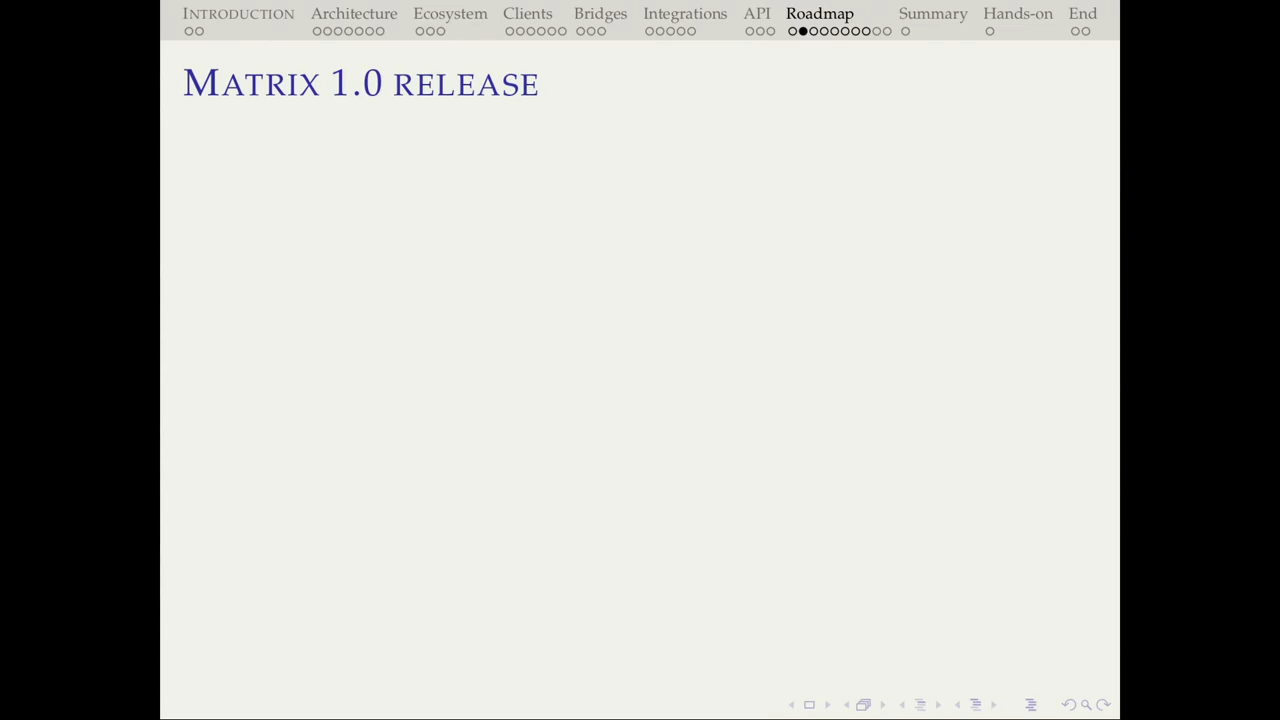 INTRODUCTION Architecture Ecosystem Clients Bridges Integrations API Roadmap Summary Hands-on End
MATRIX 1.0 RELEASE